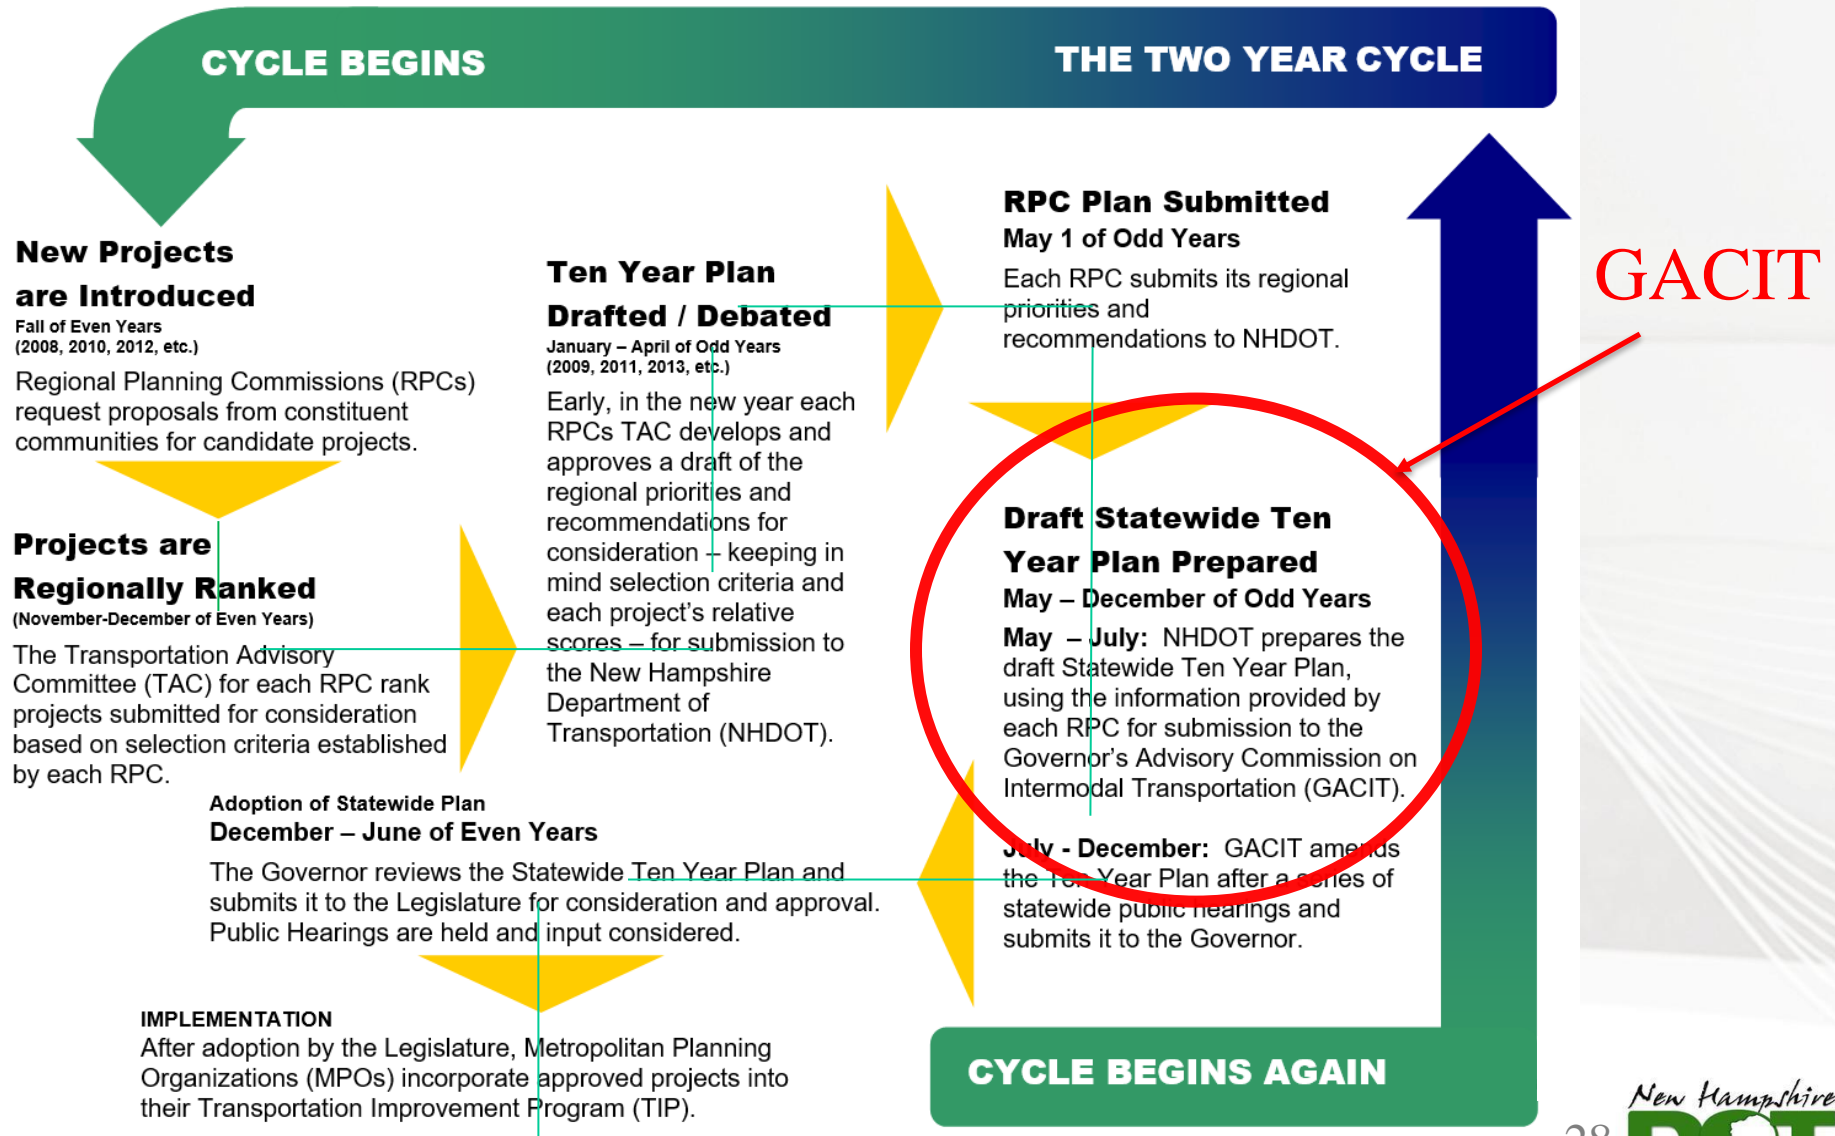 CYCLE BEGINS
THE TWO YEAR CYCLE
New Projects
are Introduced
Fall of Even Years
(2008, 2010, 2012, etc.)
Regional Planning Commissions (RPCs)
request proposals from constituent
communities for candidate projects.
Projects are
Regionally Ranked
(November-December of Even Years)
The Transportation Advisory
Committee (TAC) for each RPC rank
projects submitted for consideration
based on selection criteria established
by each RPC.
Ten Year Plan
Drafted / Debated
January – April of Odd Years
(2009, 2011, 2013, etc.)
Early, in the new year each
RPCs TAC develops and
approves a draft of the
regional priorities and
recommendations for
consideration – keeping in
mind selection criteria and
each project's relative
scores – for submission to
the New Hampshire
Department of
Transportation (NHDOT).
RPC Plan Submitted
May 1 of Odd Years
Each RPC submits its regional
priorities and
recommendations to NHDOT.
GACIT
Draft Statewide Ten
Year Plan Prepared
May – December of Odd Years
May – July: NHDOT prepares the
draft Statewide Ten Year Plan,
using the information provided by
each RPC for submission to the
Governor's Advisory Commission on
Intermodal Transportation (GACIT).
July - December: GACIT amends
the Ten Year Plan after a series of
statewide public hearings and
submits it to the Governor.
Adoption of Statewide Plan
December – June of Even Years
The Governor reviews the Statewide Ten Year Plan and
submits it to the Legislature for consideration and approval.
Public Hearings are held and input considered.
IMPLEMENTATION
After adoption by the Legislature, Metropolitan Planning
Organizations (MPOs) incorporate approved projects into
their Transportation Improvement Program (TIP).
CYCLE BEGINS AGAIN
28
New Hampshire
DOT